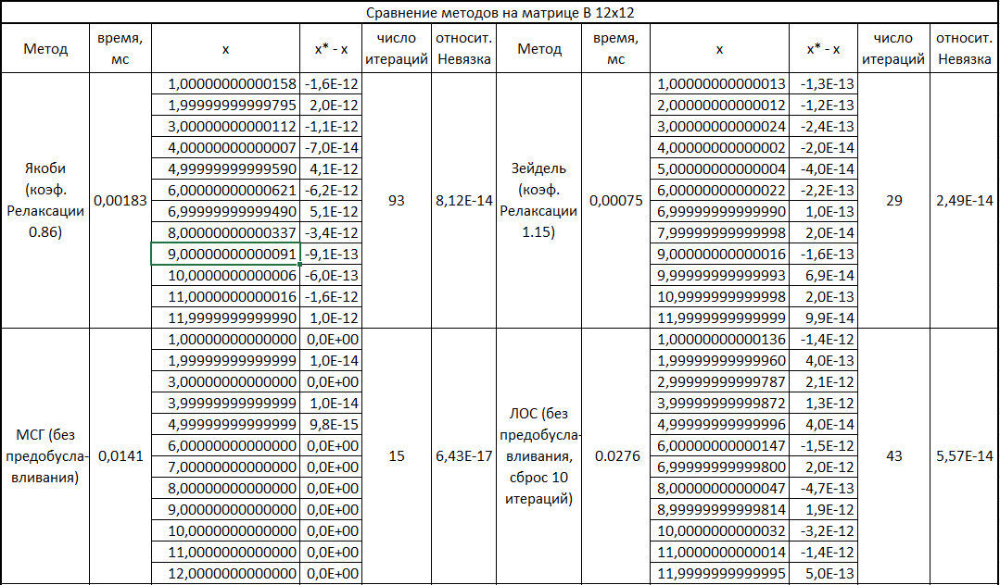 Сравнение методов на матрице B 12x12
Метод время, мс x x* - x число итераций относит. Невязка Метод время, мс x x* - x число итераций относит. Невязка
Якоби (коэф. Релаксации 0.86)
0,00183
1,00000000000158 -1,6E-12
1,99999999999795 2,0E-12
3,00000000000112 -1,1E-12
4,00000000000007 -7,0E-14
4,99999999999590 4,1E-12
6,00000000000621 -6,2E-12
6,99999999999490 5,1E-12
8,00000000000337 -3,4E-12
9,00000000000091 -9,1E-13
10,0000000000006 -6,0E-13
11,0000000000016 -1,6E-12
11,9999999999990 1,0E-12
93
8,12E-14
Зейдель (коэф. Релаксации 1.15)
0,00075
1,00000000000013 -1,3E-13
2,00000000000012 -1,2E-13
3,00000000000024 -2,4E-13
4,00000000000002 -2,0E-14
5,00000000000004 -4,0E-14
6,00000000000022 -2,2E-13
6,99999999999990 1,0E-13
7,99999999999998 2,0E-14
9,00000000000016 -1,6E-13
9,99999999999993 6,9E-14
10,9999999999998 2,0E-13
11,9999999999999 9,9E-14
29
2,49E-14
МСГ (без предобусла-вливания)
0,0141
1,00000000000000 0,0E+00
1,99999999999999 1,0E-14
3,00000000000000 0,0E+00
3,99999999999999 1,0E-14
4,99999999999999 9,8E-15
6,00000000000000 0,0E+00
7,00000000000000 0,0E+00
8,00000000000000 0,0E+00
9,00000000000000 0,0E+00
10,0000000000000 0,0E+00
11,0000000000000 0,0E+00
12,0000000000000 0,0E+00
15
6,43E-17
ЛОС (без предобусла-вливания, сброс 10 итераций)
0.0276
1,00000000000136 -1,4E-12
1,99999999999960 4,0E-13
2,99999999999787 2,1E-12
3,99999999999872 1,3E-12
4,99999999999996 4,0E-14
6,00000000000147 -1,5E-12
6,99999999999800 2,0E-12
8,00000000000047 -4,7E-13
8,99999999999814 1,9E-12
10,0000000000032 -3,2E-12
11,0000000000014 -1,4E-12
11,9999999999995 5,0E-13
43
5,57E-14